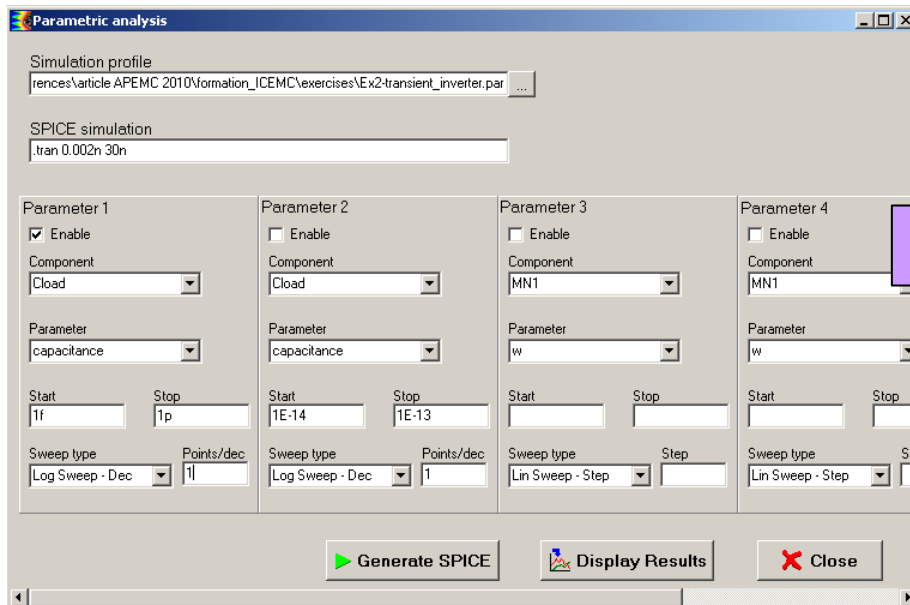 Parametric analysis
Simulation profile
rences\article APEMC 2010\formation_ICEMC\exercises\Ex2-transient_inverter.par ...
SPICE simulation
.tran 0.002n 30n
Parameter 1 Parameter 2 Parameter 3 Parameter 4
Enable Enable Enable Enable
Component Component Component Component
Cload Cload MN1 MN1
Parameter Parameter Parameter Parameter
capacitance capacitance w w
Start Stop Start Stop Start Stop Start Stop
1f 1p 1E-14 1E-13
Sweep type Points/dec Sweep type Points/dec Sweep type Step Sweep type S
Log Sweep - Dec 1 Log Sweep - Dec 1 Lin Sweep - Step Lin Sweep - Step
Generate SPICE Display Results Close